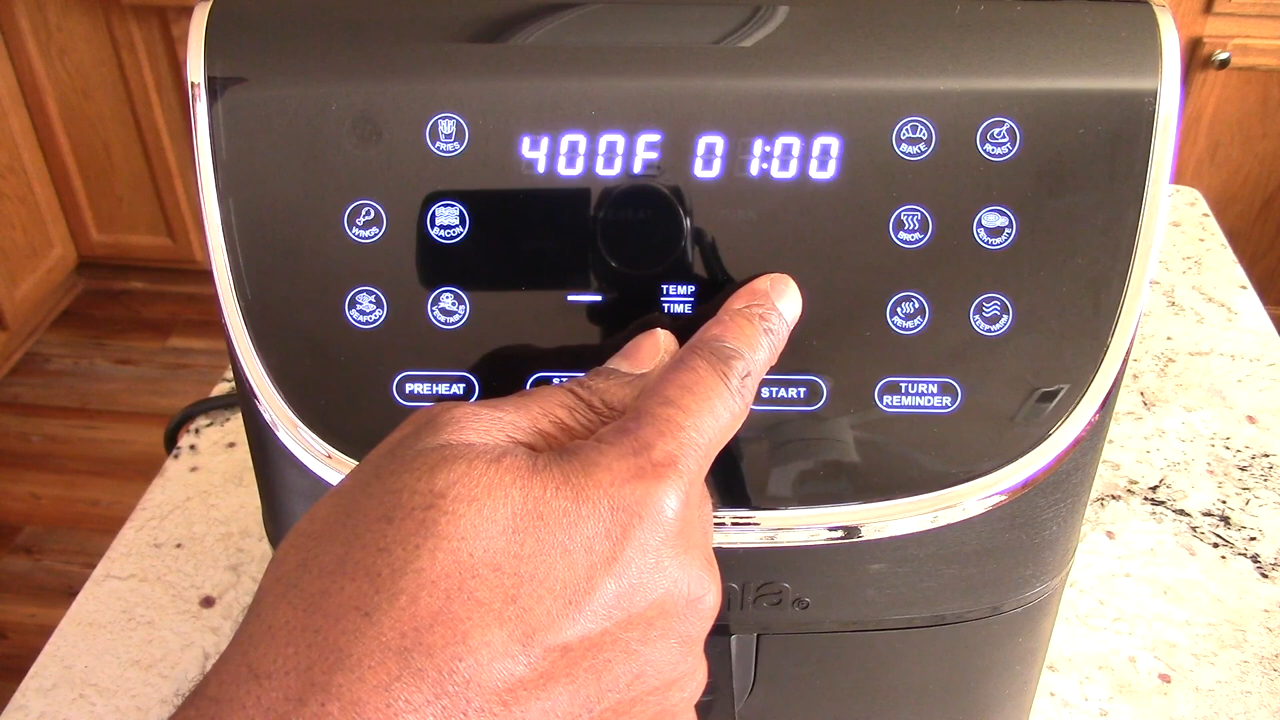 FRIES
400F 01:00
BAKE
ROAST
WINGS
BACON
BROIL
DEHYDRATE
SEAFOOD
VEGETABLES
TEMP
TIME
REHEAT
KEEP WARM
PREHEAT
START
TURN
REMINDER